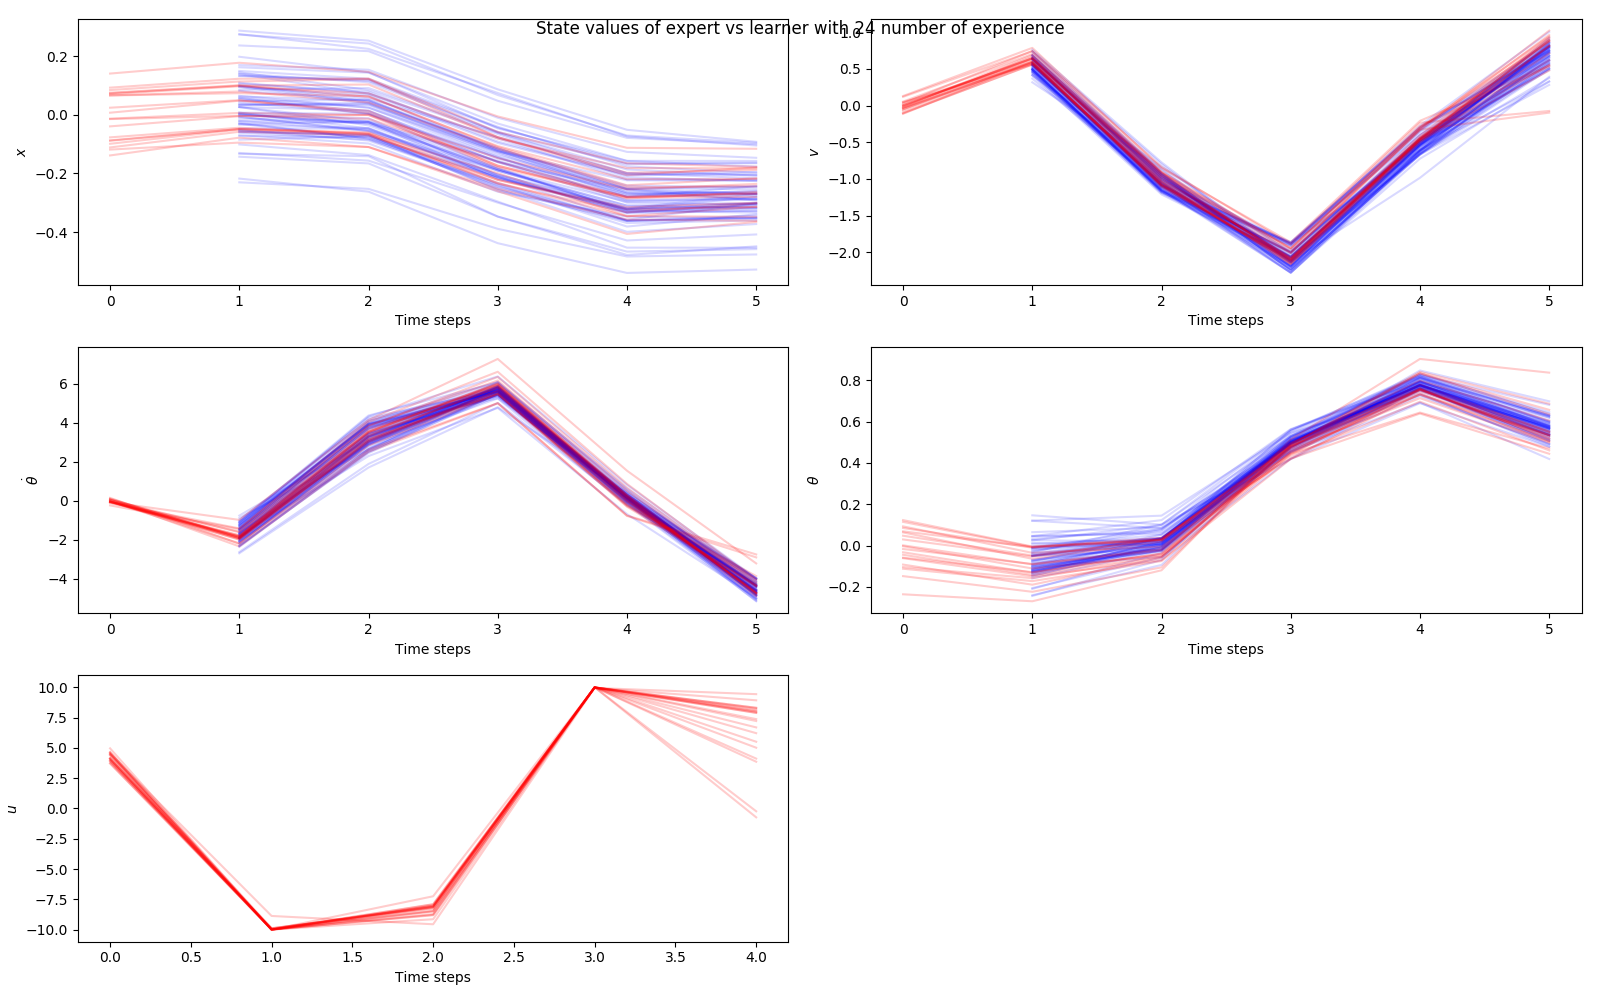 State values of expert vs learner with 24 number of experience
0.2
0.0
−0.2
−0.4
x
0 1 2 3 4 5
Time steps
1.0
0.5
0.0
−0.5
−1.0
−1.5
−2.0
v
0 1 2 3 4 5
Time steps
6
4
2
0
−2
−4
θ̇
0 1 2 3 4 5
Time steps
0.8
0.6
0.4
0.2
0.0
−0.2
θ
0 1 2 3 4 5
Time steps
10.0
7.5
5.0
2.5
0.0
−2.5
−5.0
−7.5
−10.0
u
0.0 0.5 1.0 1.5 2.0 2.5 3.0 3.5 4.0
Time steps